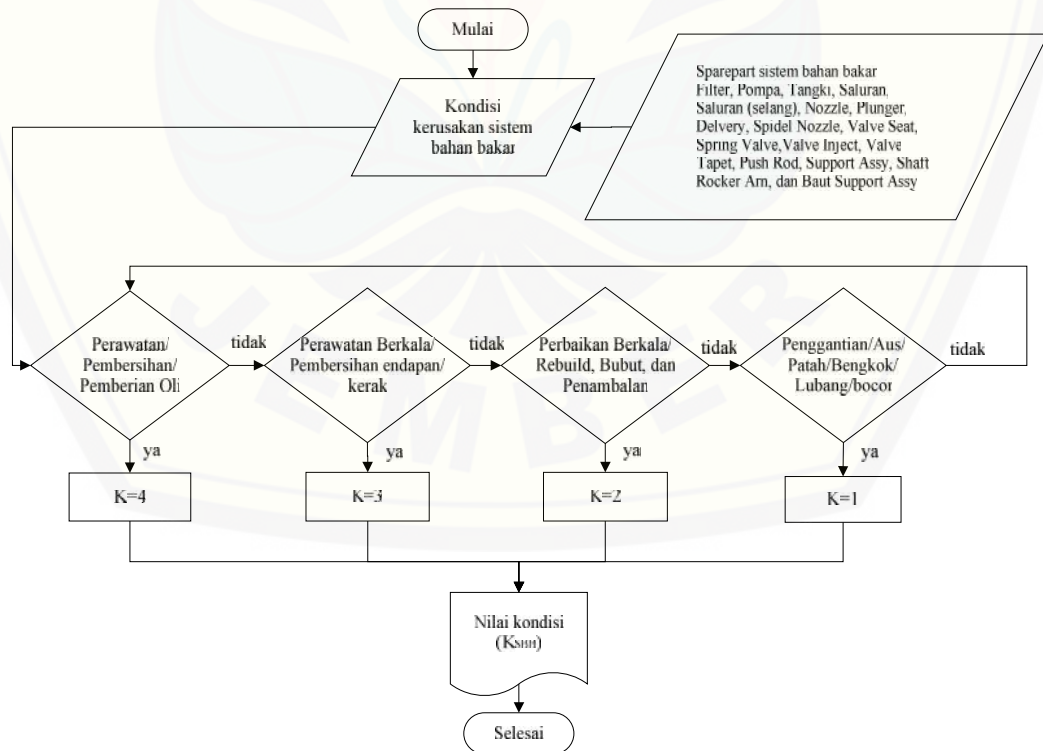 Mulai
Kondisi
kerusakan sistem
bahan bakar
Sparepart sistem bahan bakar
Filter, Pompa, Tangki, Saluran,
Saluran (selang), Nozzle, Plunger,
Delvery, Spidel Nozzle, Valve Seat,
Spring Valve,Valve Inject, Valve
Tapet, Push Rod, Support Assy, Shaft
Rocker Arn, dan Baut Support Assy
Perawatan/
Pembersihan/
Pemberian Oli
tidak
Perawatan Berkala/
Pembersihan endapan/
kerak
tidak
Perbaikan Berkala/
Rebuild, Bubut, dan
Penambalan
tidak
Penggantian/Aus/
Patah/Bengkok/
Lubang/bocor
tidak
ya
ya
ya
ya
K=4
K=3
K=2
K=1
Nilai kondisi
Selesai
JEMBER